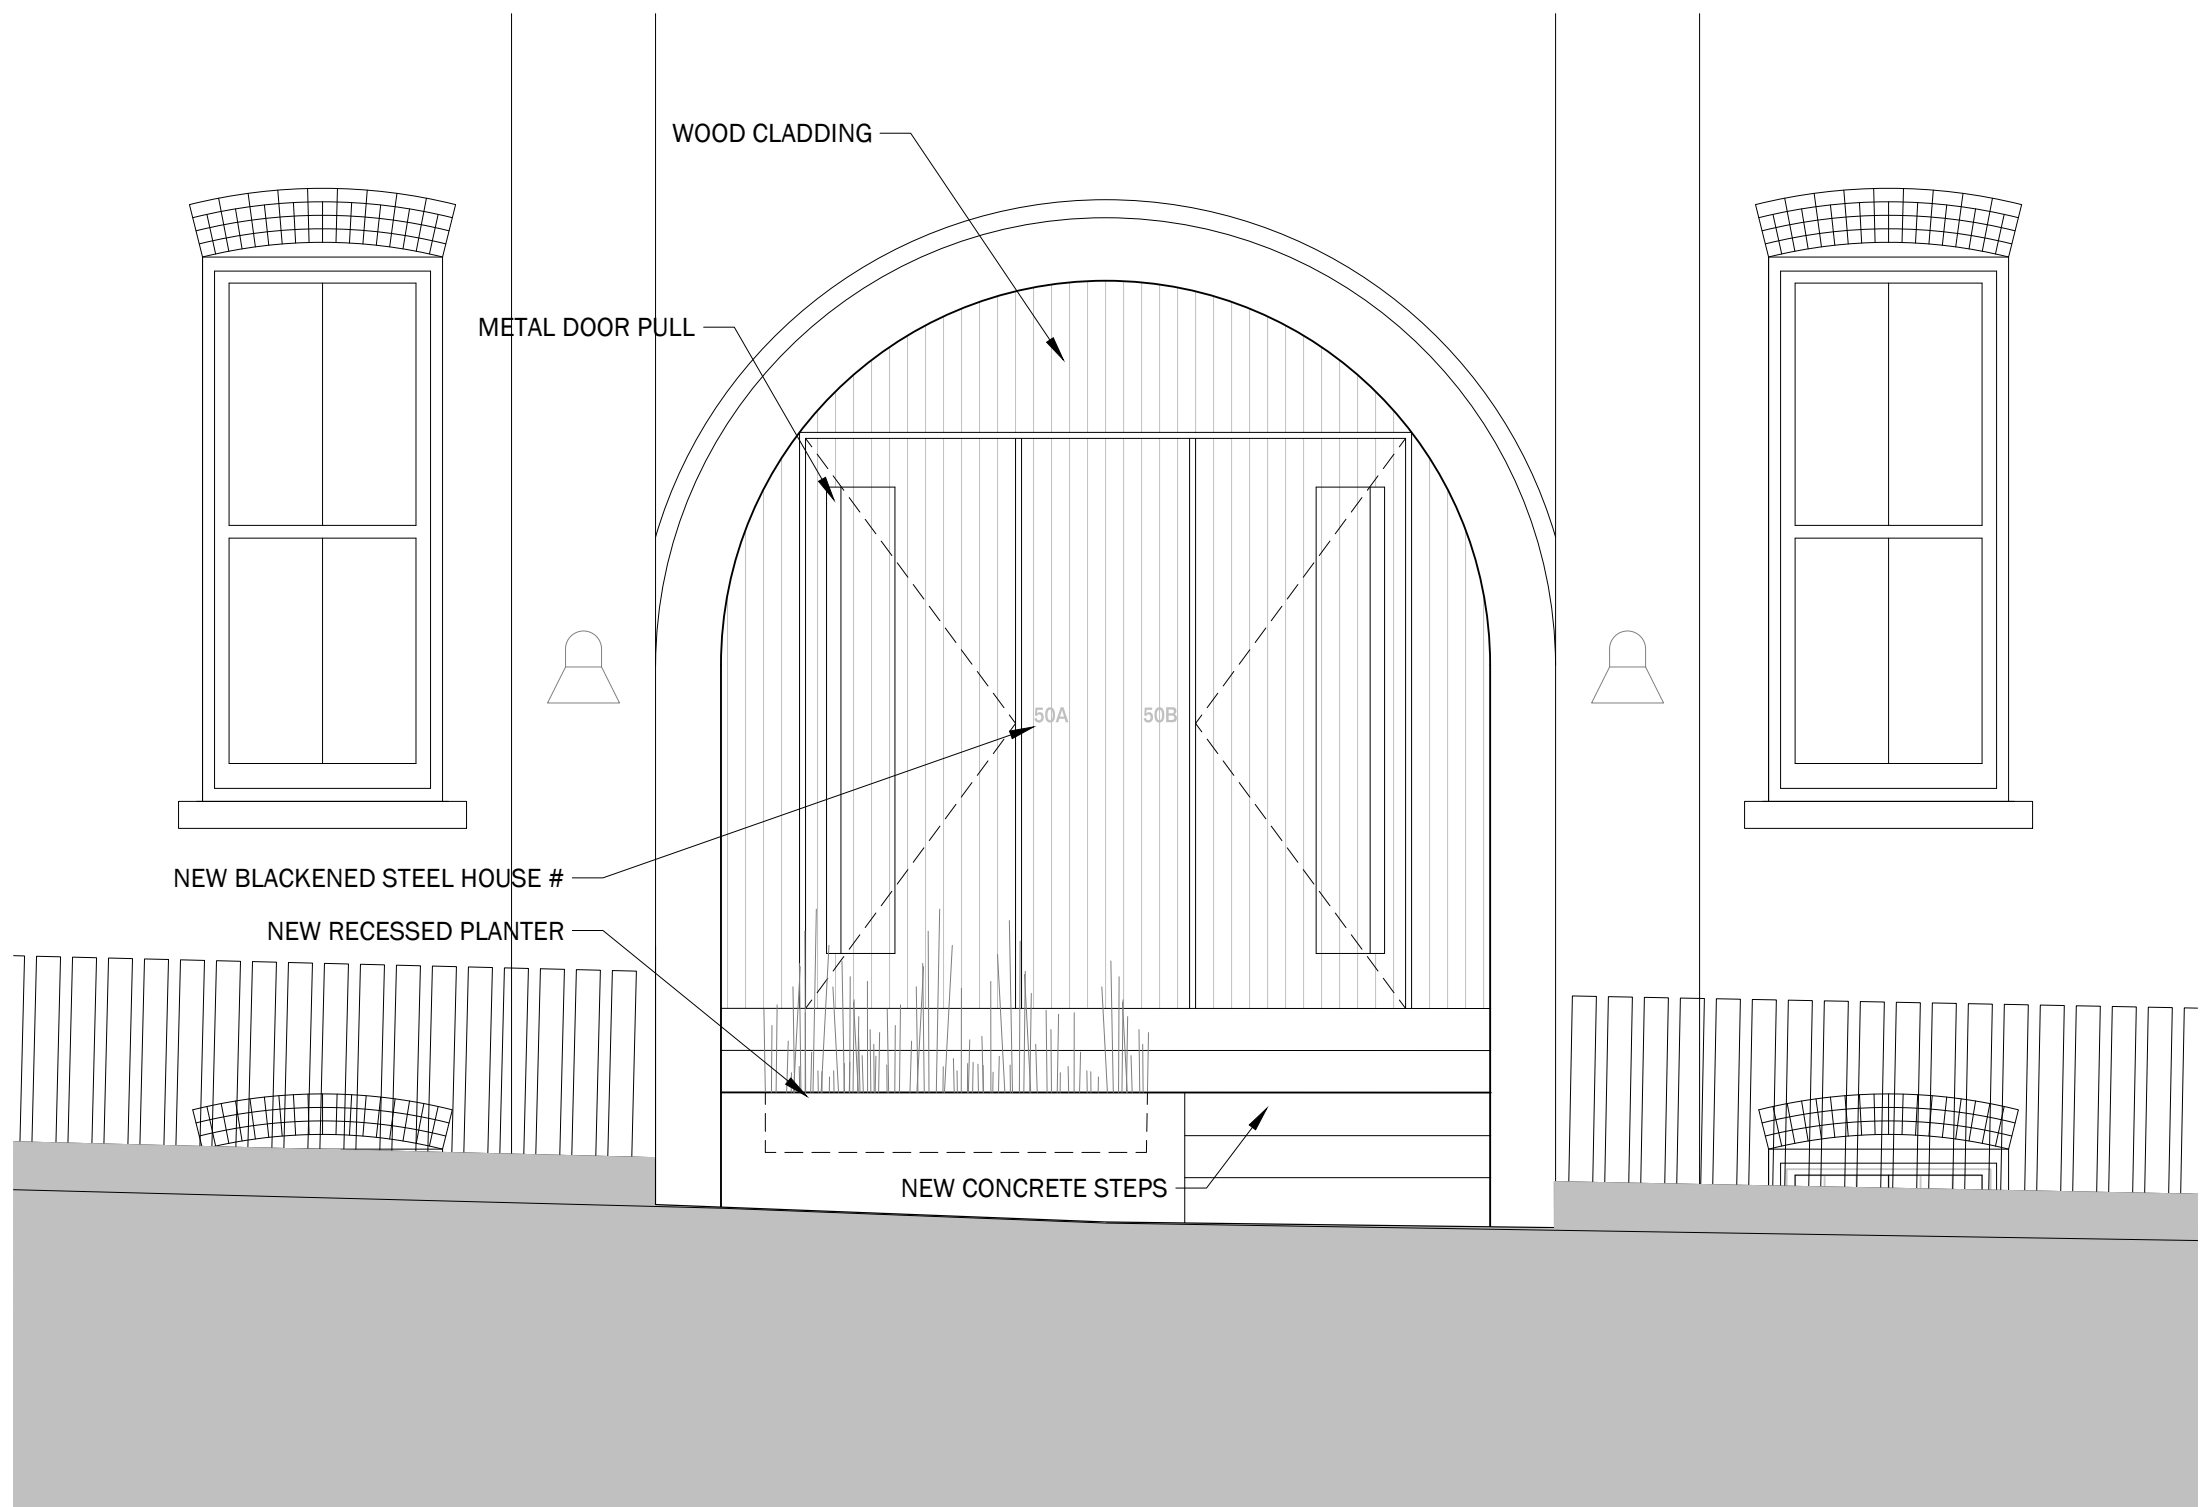 WOOD CLADDING
METAL DOOR PULL
50A
50B
NEW BLACKENED STEEL HOUSE #
NEW RECESSED PLANTER
NEW CONCRETE STEPS